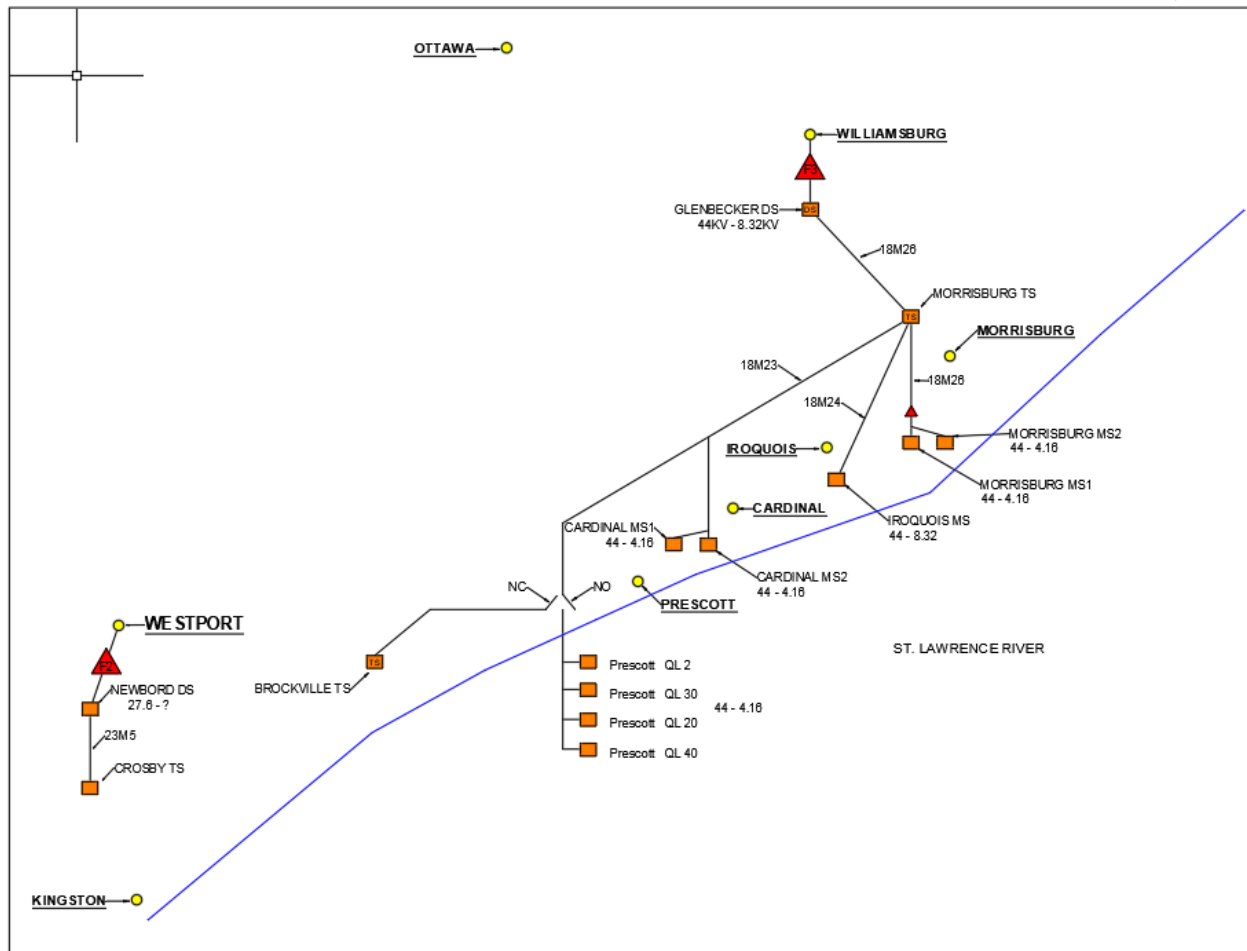 OTTAWA
WILLIAMSBURG
F3
GLENBECKER DS
44KV - 8.32KV
DS
18M26
MORRISBURG TS
TS
MORRISBURG
18M23
18M26
18M24
MORRISBURG MS2
44 - 4.16
IROQUOIS
MORRISBURG MS1
44 - 4.16
CARDINAL
IROQUOIS MS
44 - 8.32
CARDINAL MS1
44 - 4.16
CARDINAL MS2
44 - 4.16
NC
NO
PRESCOTT
WESTPORT
ST. LAWRENCE RIVER
F2
TS
Prescott QL 2
BROCKVILLE TS
NEWBORD DS
27.6 - ?
Prescott QL 30
44 - 4.16
Prescott QL 20
23M5
Prescott QL 40
CROSBY TS
KINGSTON